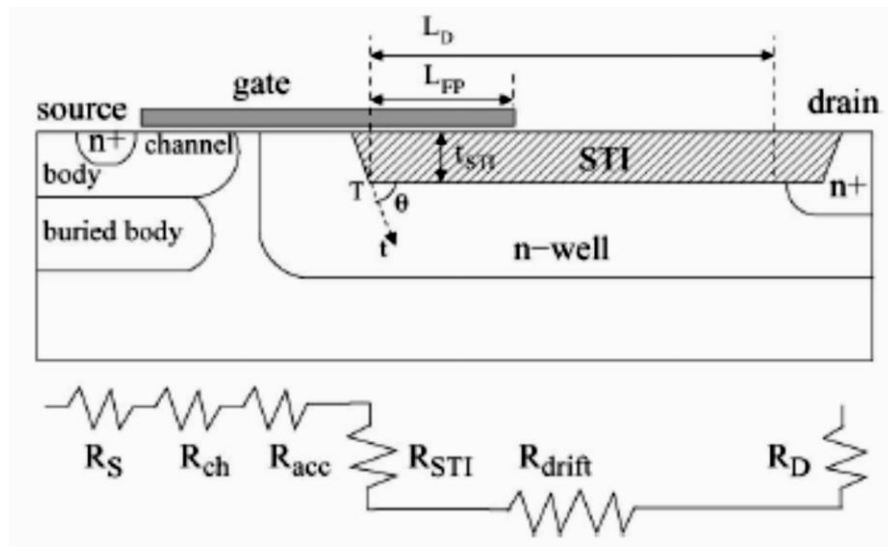 L_D
gate
L_FP
source
drain
n+
channel
t_STI
STI
body
T
θ
n+
buried body
t
n−well
R_S
R_ch
R_acc
R_STI
R_drift
R_D